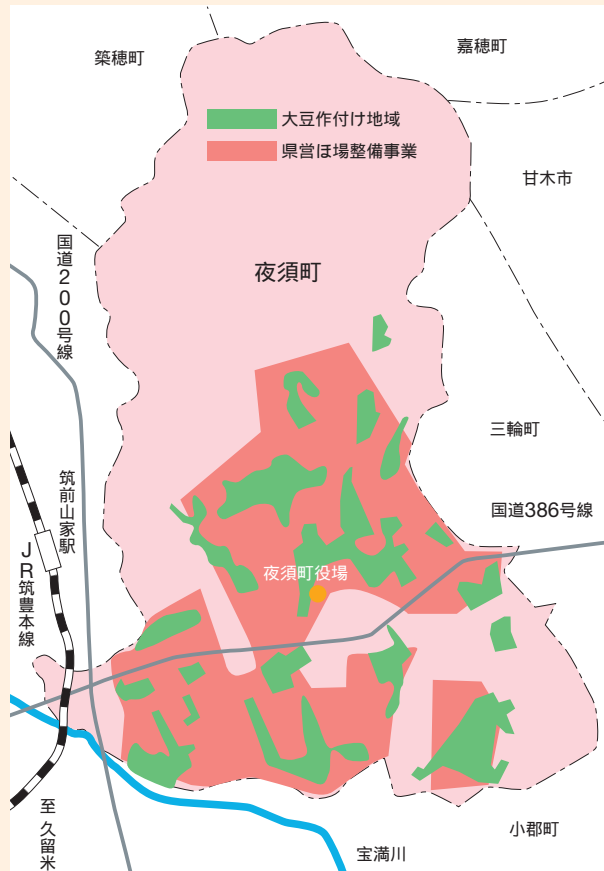 築穂町
嘉穂町
大豆作付け地域
県営ほ場整備事業
甘木市
国道200号線
夜須町
三輪町
国道386号線
筑前山家駅
JR筑豊本線
夜須町役場
至久留米
小郡町
宝満川